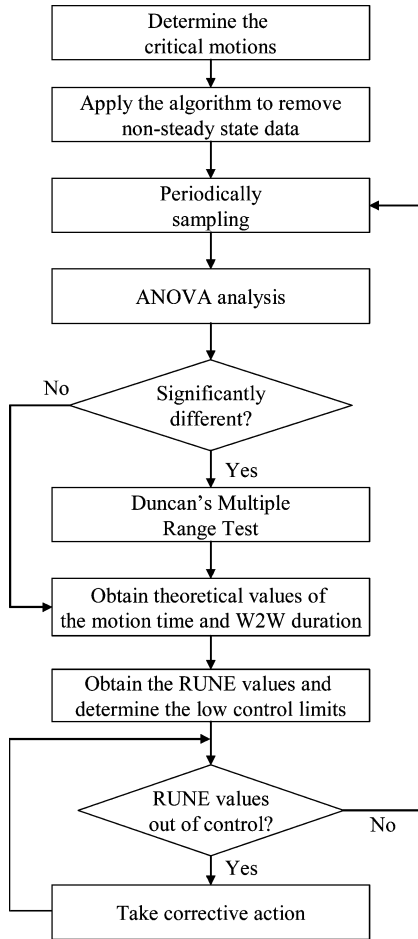 Determine the
critical motions
Apply the algorithm to remove
non-steady state data
Periodically
sampling
ANOVA analysis
No
Significantly
different?
Yes
Duncan's Multiple
Range Test
Obtain theoretical values of
the motion time and W2W duration
Obtain the RUNE values and
determine the low control limits
RUNE values
out of control?
No
Yes
Take corrective action